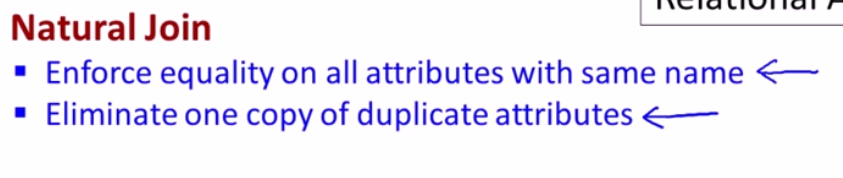 Natural Join
▪ Enforce equality on all attributes with same name
▪ Eliminate one copy of duplicate attributes